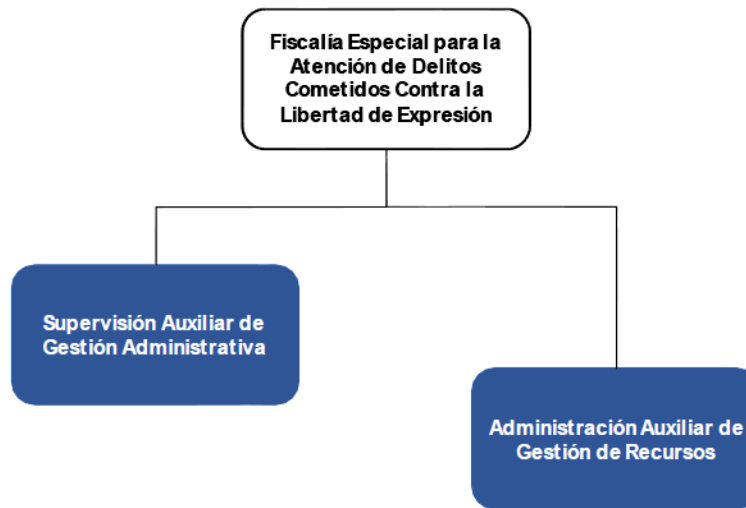 Fiscalía Especial para la
Atención de Delitos
Cometidos Contra la
Libertad de Expresión
Supervisión Auxiliar de
Gestión Administrativa
Administración Auxiliar de
Gestión de Recursos